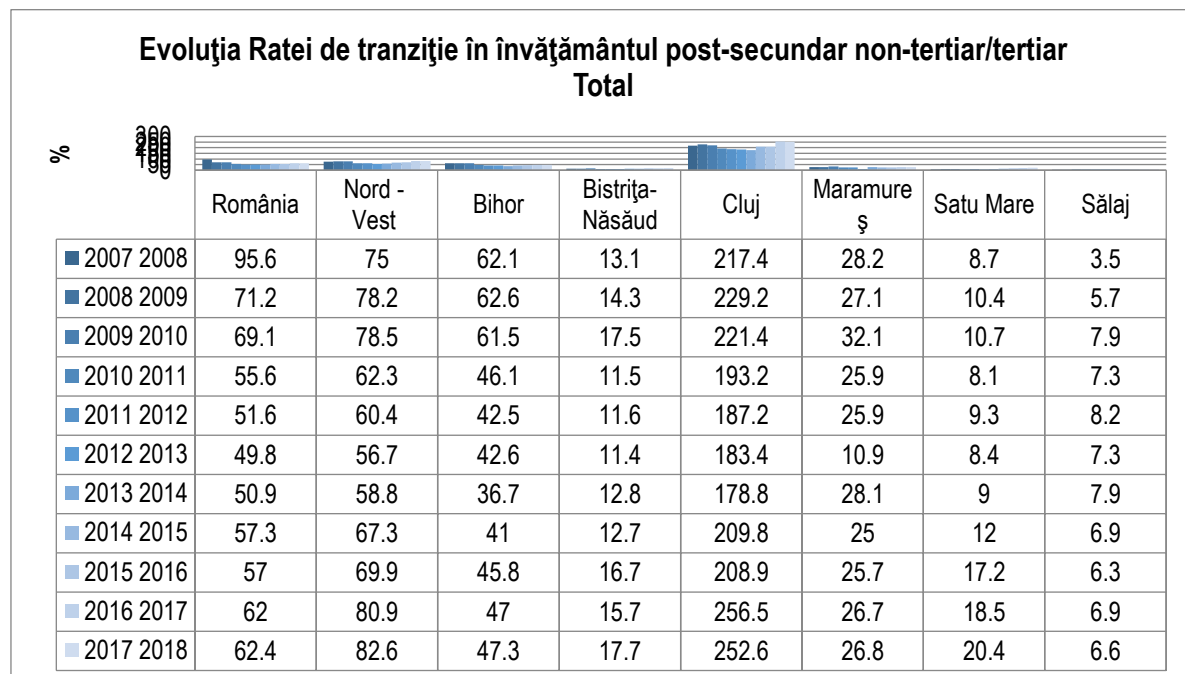 Evoluţia Ratei de tranziţie în învăţământul post-secundar non-tertiar/tertiar
Total
%
300
250
200
150
100
50
0
România Nord - Vest Bihor Bistriţa-Năsăud Cluj Maramureş Satu Mare Sălaj
2007 2008 95.6 75 62.1 13.1 217.4 28.2 8.7 3.5
2008 2009 71.2 78.2 62.6 14.3 229.2 27.1 10.4 5.7
2009 2010 69.1 78.5 61.5 17.5 221.4 32.1 10.7 7.9
2010 2011 55.6 62.3 46.1 11.5 193.2 25.9 8.1 7.3
2011 2012 51.6 60.4 42.5 11.6 187.2 25.9 9.3 8.2
2012 2013 49.8 56.7 42.6 11.4 183.4 10.9 8.4 7.3
2013 2014 50.9 58.8 36.7 12.8 178.8 28.1 9 7.9
2014 2015 57.3 67.3 41 12.7 209.8 25 12 6.9
2015 2016 57 69.9 45.8 16.7 208.9 25.7 17.2 6.3
2016 2017 62 80.9 47 15.7 256.5 26.7 18.5 6.9
2017 2018 62.4 82.6 47.3 17.7 252.6 26.8 20.4 6.6